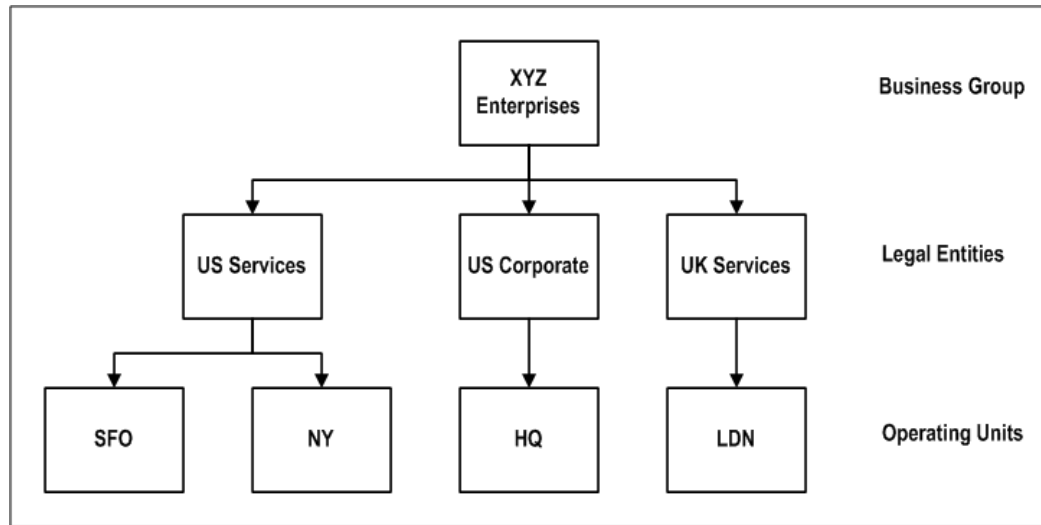 XYZ
Enterprises
Business Group
US Services
US Corporate
UK Services
Legal Entities
SFO
NY
HQ
LDN
Operating Units